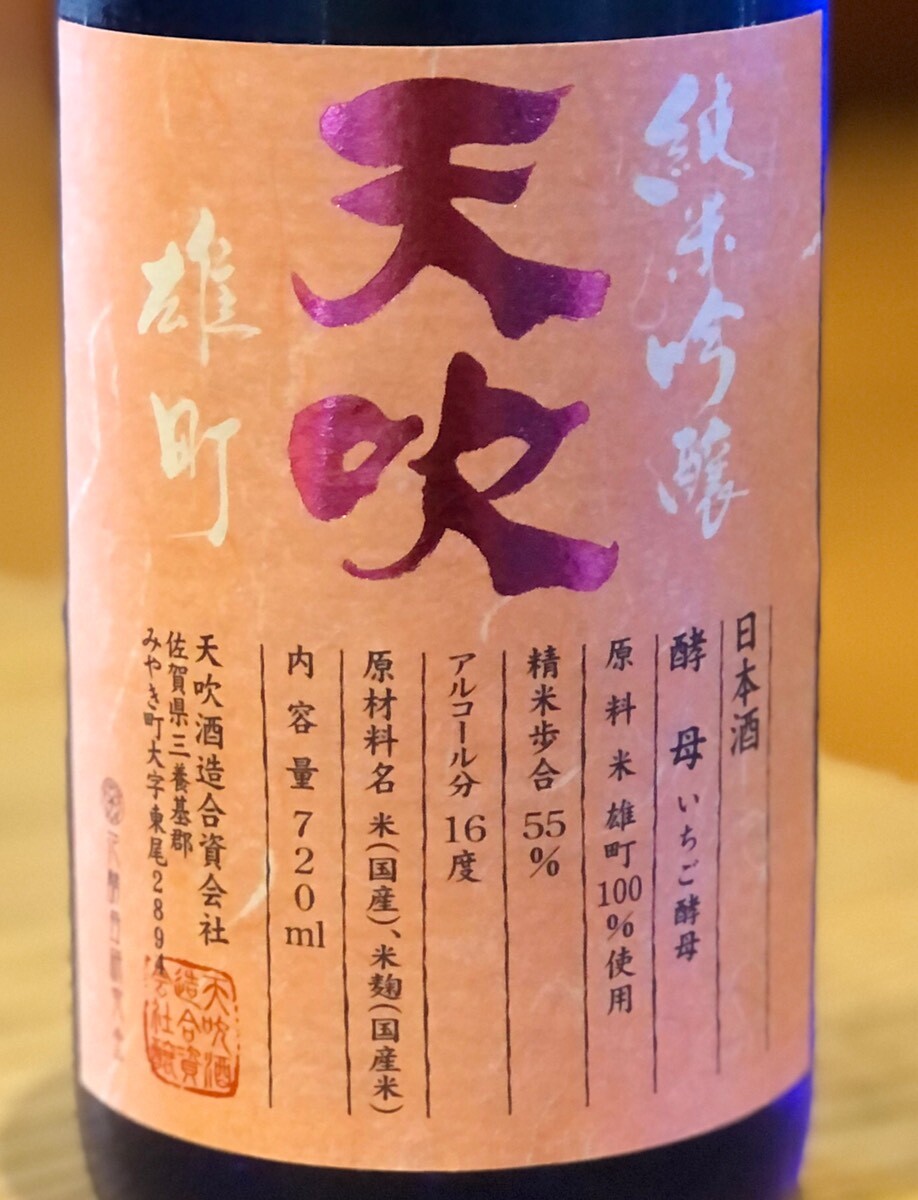 純米吟醸
天吹
雄町
日本酒
酵母 いちご酵母
原料米 雄町100%使用
精米歩合 55%
アルコール分 16度
原材料名 米(国産)、米麹(国産米)
内容量 720ml
天吹酒造合資会社
佐賀県三養基郡
みやき町大字東尾2894
天吹酒
造合資
会社醸